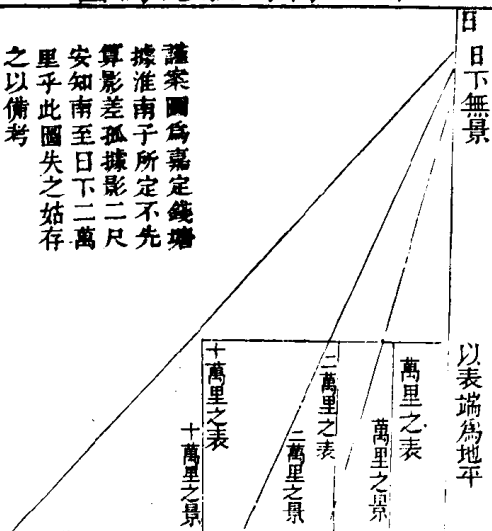 日
日下無景
以表端爲地平
萬里之表
萬里之景
二萬里之表
二萬里之景
十萬里之表
十萬里之景
謹案圖爲嘉定錢塘
據淮南子所定不先
算影差孤據影二尺
安知南至日下二萬
里乎此圖失之姑存
之以備考